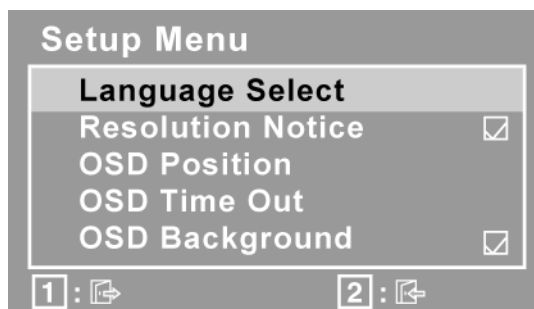 Setup Menu
Language Select
Resolution Notice
OSD Position
OSD Time Out
OSD Background
1 : 2 :